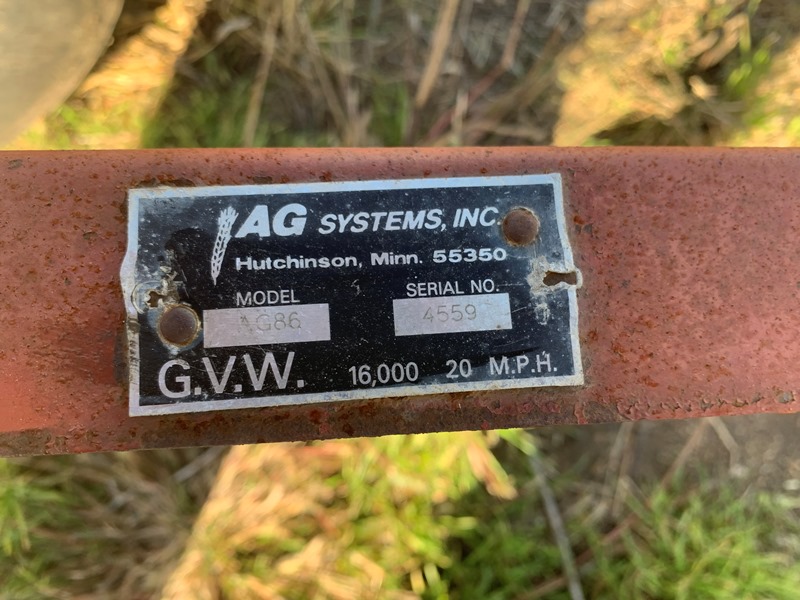 AG SYSTEMS, INC.
Hutchinson, Minn. 55350
MODEL
SERIAL NO.
AG86
4559
G.V.W. 16,000 20 M.P.H.